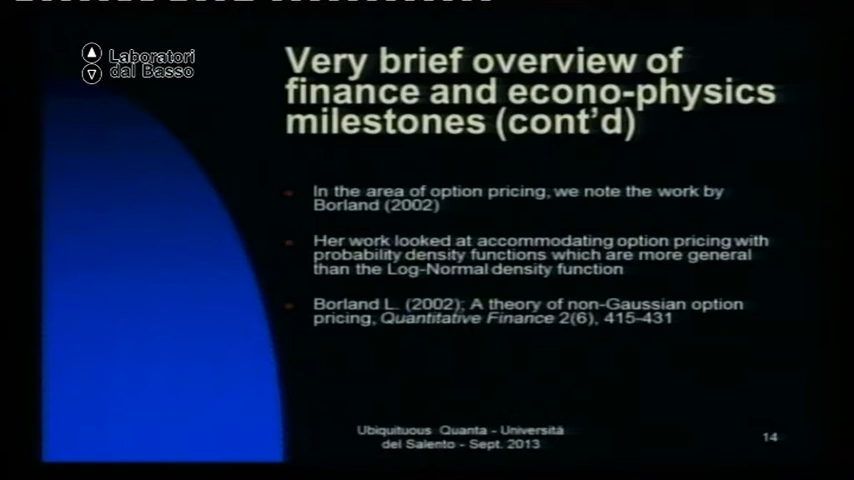 Laboratori
dal Basso
Very brief overview of
finance and econo-physics
milestones (cont'd)
In the area of option pricing, we note the work by
Borland (2002)
Her work looked at accommodating option pricing with
probability density functions which are more general
than the Log-Normal density function
Borland L. (2002); A theory of non-Gaussian option
pricing, Quantitative Finance 2(6), 415-431
Ubiquituous Quanta - Università
del Salento - Sept. 2013
14